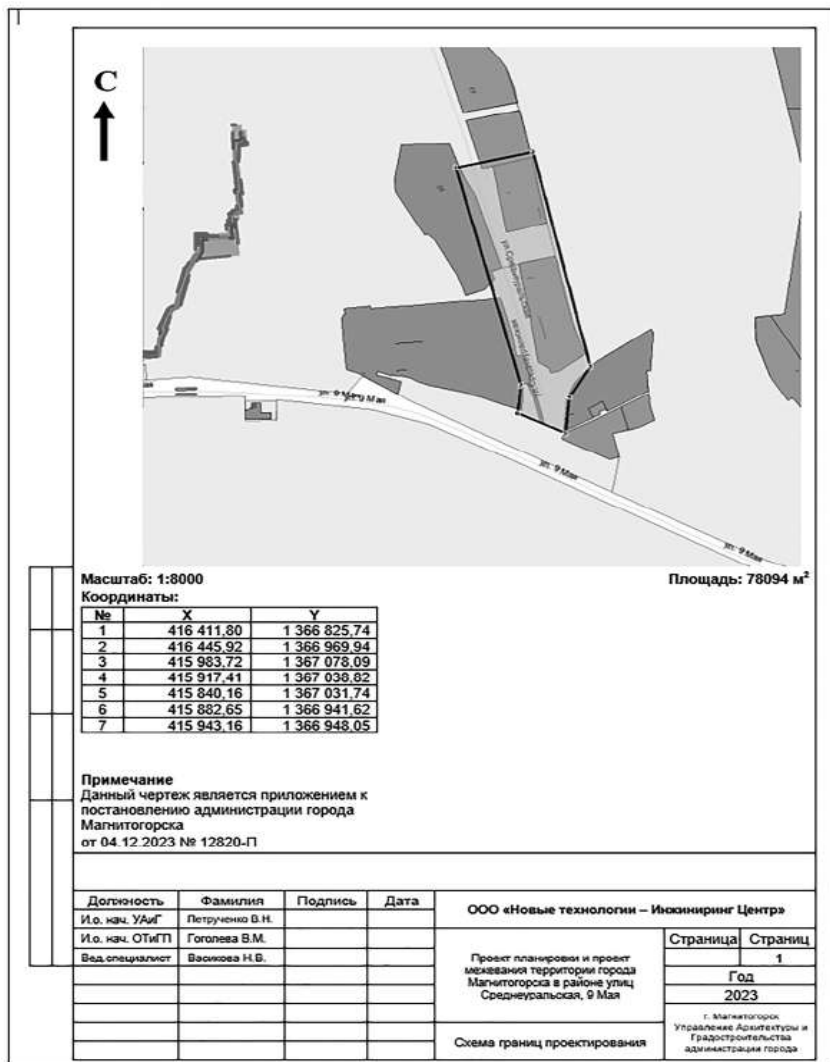 С
ул. Среднеуральская
ул. 9 Мая
ул. 9 Мая
ул. 9 Мая
ул. 9 Мая
Масштаб: 1:8000
Площадь: 78094 м²
Координаты:
№ X Y
1 416 411,80 1 366 825,74
2 416 445,92 1 366 969,94
3 415 983,72 1 367 078,09
4 415 917,41 1 367 038,82
5 415 840,16 1 367 031,74
6 415 882,65 1 366 941,62
7 415 943,16 1 366 948,05
Примечание
Данный чертеж является приложением к
постановлению администрации города
Магнитогорска
от 04.12.2023 № 12820-П
Должность Фамилия Подпись Дата
И.о. нач. УАиГ Петрученко В.Н.
И.о. нач. ОТиГП Гоголева В.М.
Вед.специалист Васикова Н.В.
ООО «Новые технологии – Инжиниринг Центр»
Проект планировки и проект
межевания территории города
Магнитогорска в районе улиц
Среднеуральская, 9 Мая
Страница Страниц
1
Год
2023
Схема границ проектирования
г. Магнитогорск
Управление Архитектуры и
Градостроительства
администрации города